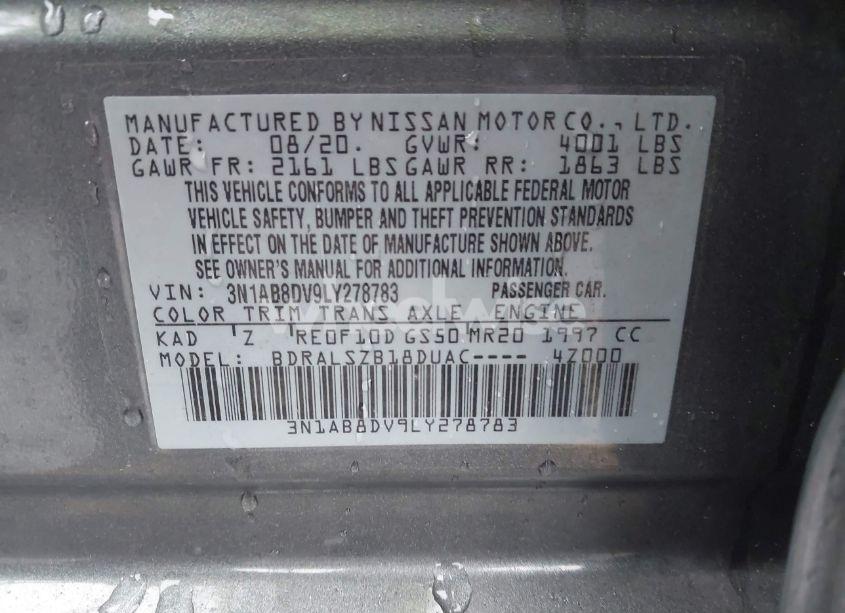 MANUFACTURED BY NISSAN MOTOR CO., LTD.
DATE: 08/20. GVWR: 4001 LBS
GAWR FR: 2161 LBS GAWR RR: 1863 LBS
THIS VEHICLE CONFORMS TO ALL APPLICABLE FEDERAL MOTOR
VEHICLE SAFETY, BUMPER AND THEFT PREVENTION STANDARDS
IN EFFECT ON THE DATE OF MANUFACTURE SHOWN ABOVE.
SEE OWNER'S MANUAL FOR ADDITIONAL INFORMATION.
VIN: 3N1AB8DV9LY278783 PASSENGER CAR.
COLOR TRIM TRANS AXLE ENGINE
KAD 'Z 'RE0F10D GS50 MR20 1997 CC
MODEL: BDRALSZB18DUAC---- 4Z000
3N1AB8DV9LY278783